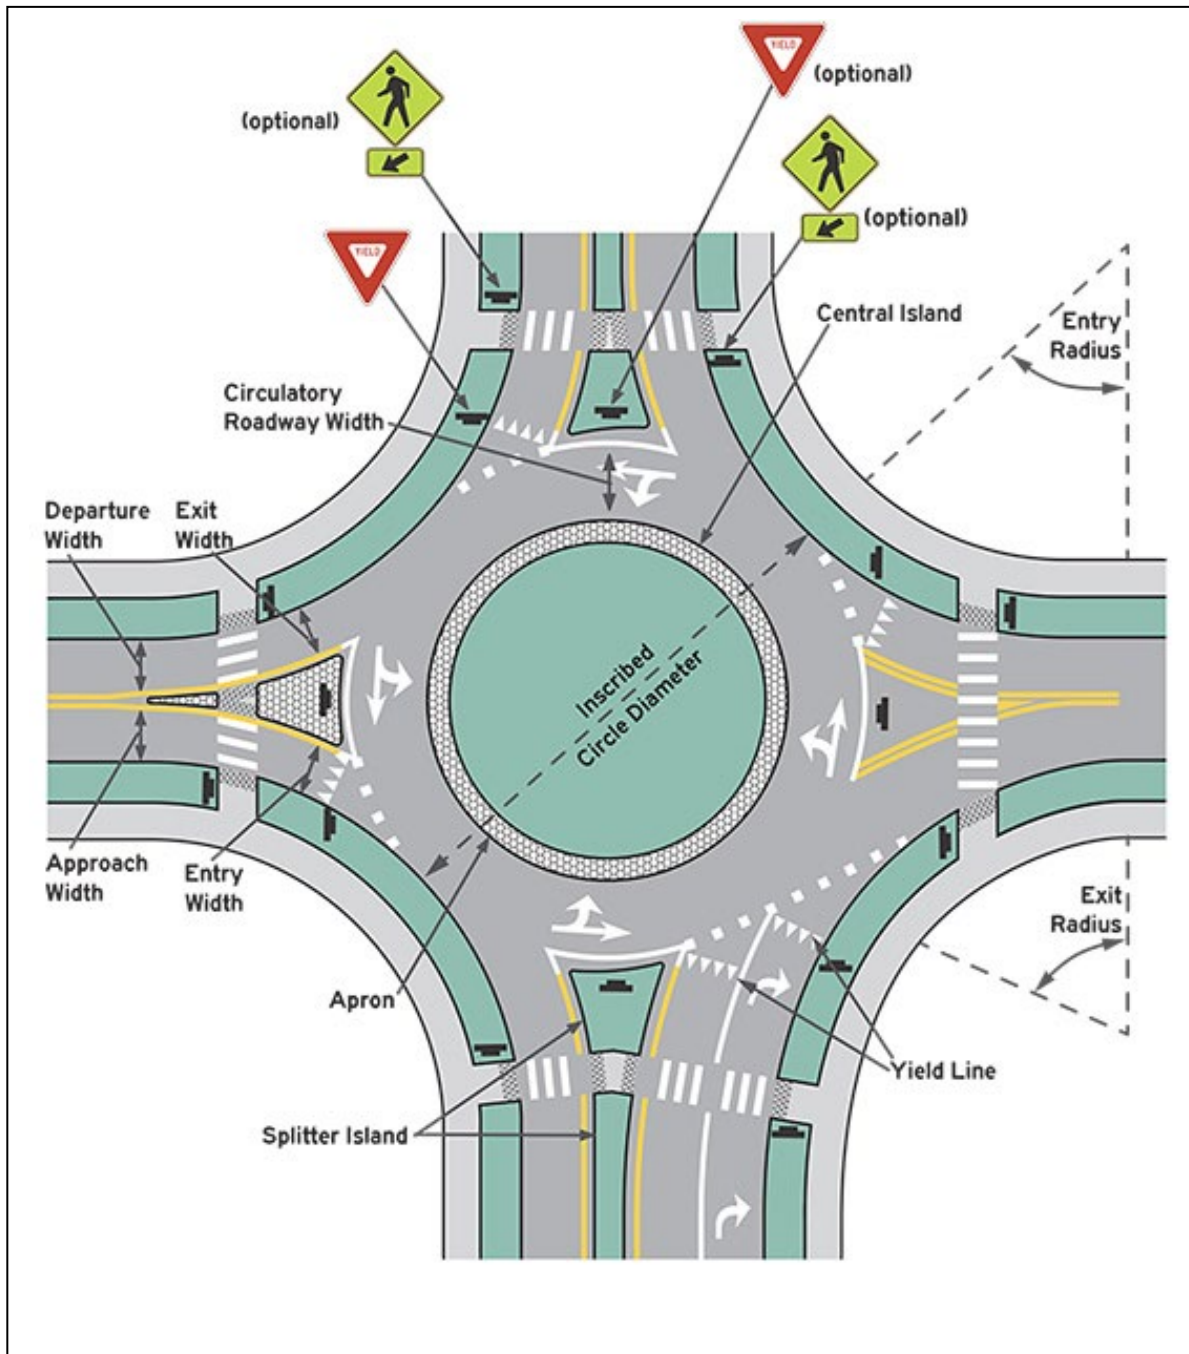 YIELD
(optional)
(optional)
(optional)
YIELD
Central Island
Entry
Radius
Circulatory
Roadway Width
Departure
Width
Exit
Width
Inscribed
Circle Diameter
Approach
Width
Entry
Width
Exit
Radius
Apron
Yield Line
Splitter Island